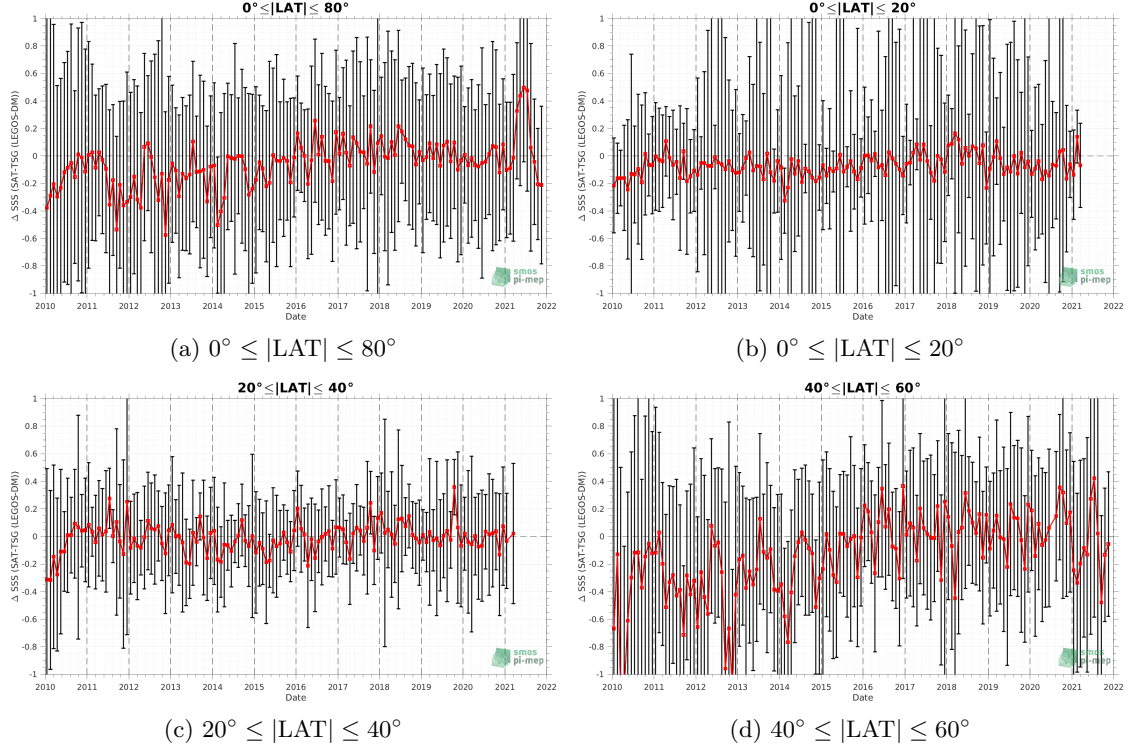 0°≤|LAT|≤ 80°
Δ SSS (SAT-TSG (LEGOS-DM))
1
0.8
0.6
0.4
0.2
0
-0.2
-0.4
-0.6
-0.8
-1
2010 2011 2012 2013 2014 2015 2016 2017 2018 2019 2020 2021 2022
Date
smos
pi-mep
(a) 0° ≤ |LAT| ≤ 80°
0°≤|LAT|≤ 20°
Δ SSS (SAT-TSG (LEGOS-DM))
1
0.8
0.6
0.4
0.2
0
-0.2
-0.4
-0.6
-0.8
-1
2010 2011 2012 2013 2014 2015 2016 2017 2018 2019 2020 2021 2022
Date
smos
pi-mep
(b) 0° ≤ |LAT| ≤ 20°
20°≤|LAT|≤ 40°
Δ SSS (SAT-TSG (LEGOS-DM))
1
0.8
0.6
0.4
0.2
0
-0.2
-0.4
-0.6
-0.8
-1
2010 2011 2012 2013 2014 2015 2016 2017 2018 2019 2020 2021 2022
Date
smos
pi-mep
(c) 20° ≤ |LAT| ≤ 40°
40°≤|LAT|≤ 60°
Δ SSS (SAT-TSG (LEGOS-DM))
1
0.8
0.6
0.4
0.2
0
-0.2
-0.4
-0.6
-0.8
-1
2010 2011 2012 2013 2014 2015 2016 2017 2018 2019 2020 2021 2022
Date
smos
pi-mep
(d) 40° ≤ |LAT| ≤ 60°